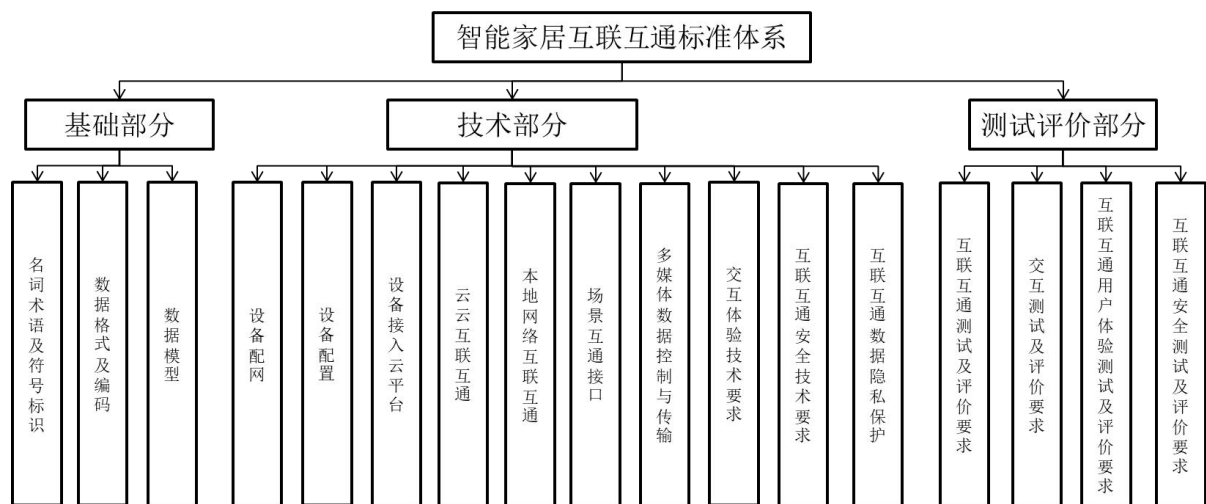 智能家居互联互通标准体系
基础部分
技术部分
测试评价部分
名词术语及符号标识
数据格式及编码
数据模型
设备配网
设备配置
设备接入云平台
云云互联互通
本地网络互联互通
场景互通接口
多媒体数据控制与传输
交互体验技术要求
互联互通安全技术要求
互联互通数据隐私保护
互联互通测试及评价要求
交互测试及评价要求
互联互通用户体验测试及评价要求
互联互通安全测试及评价要求